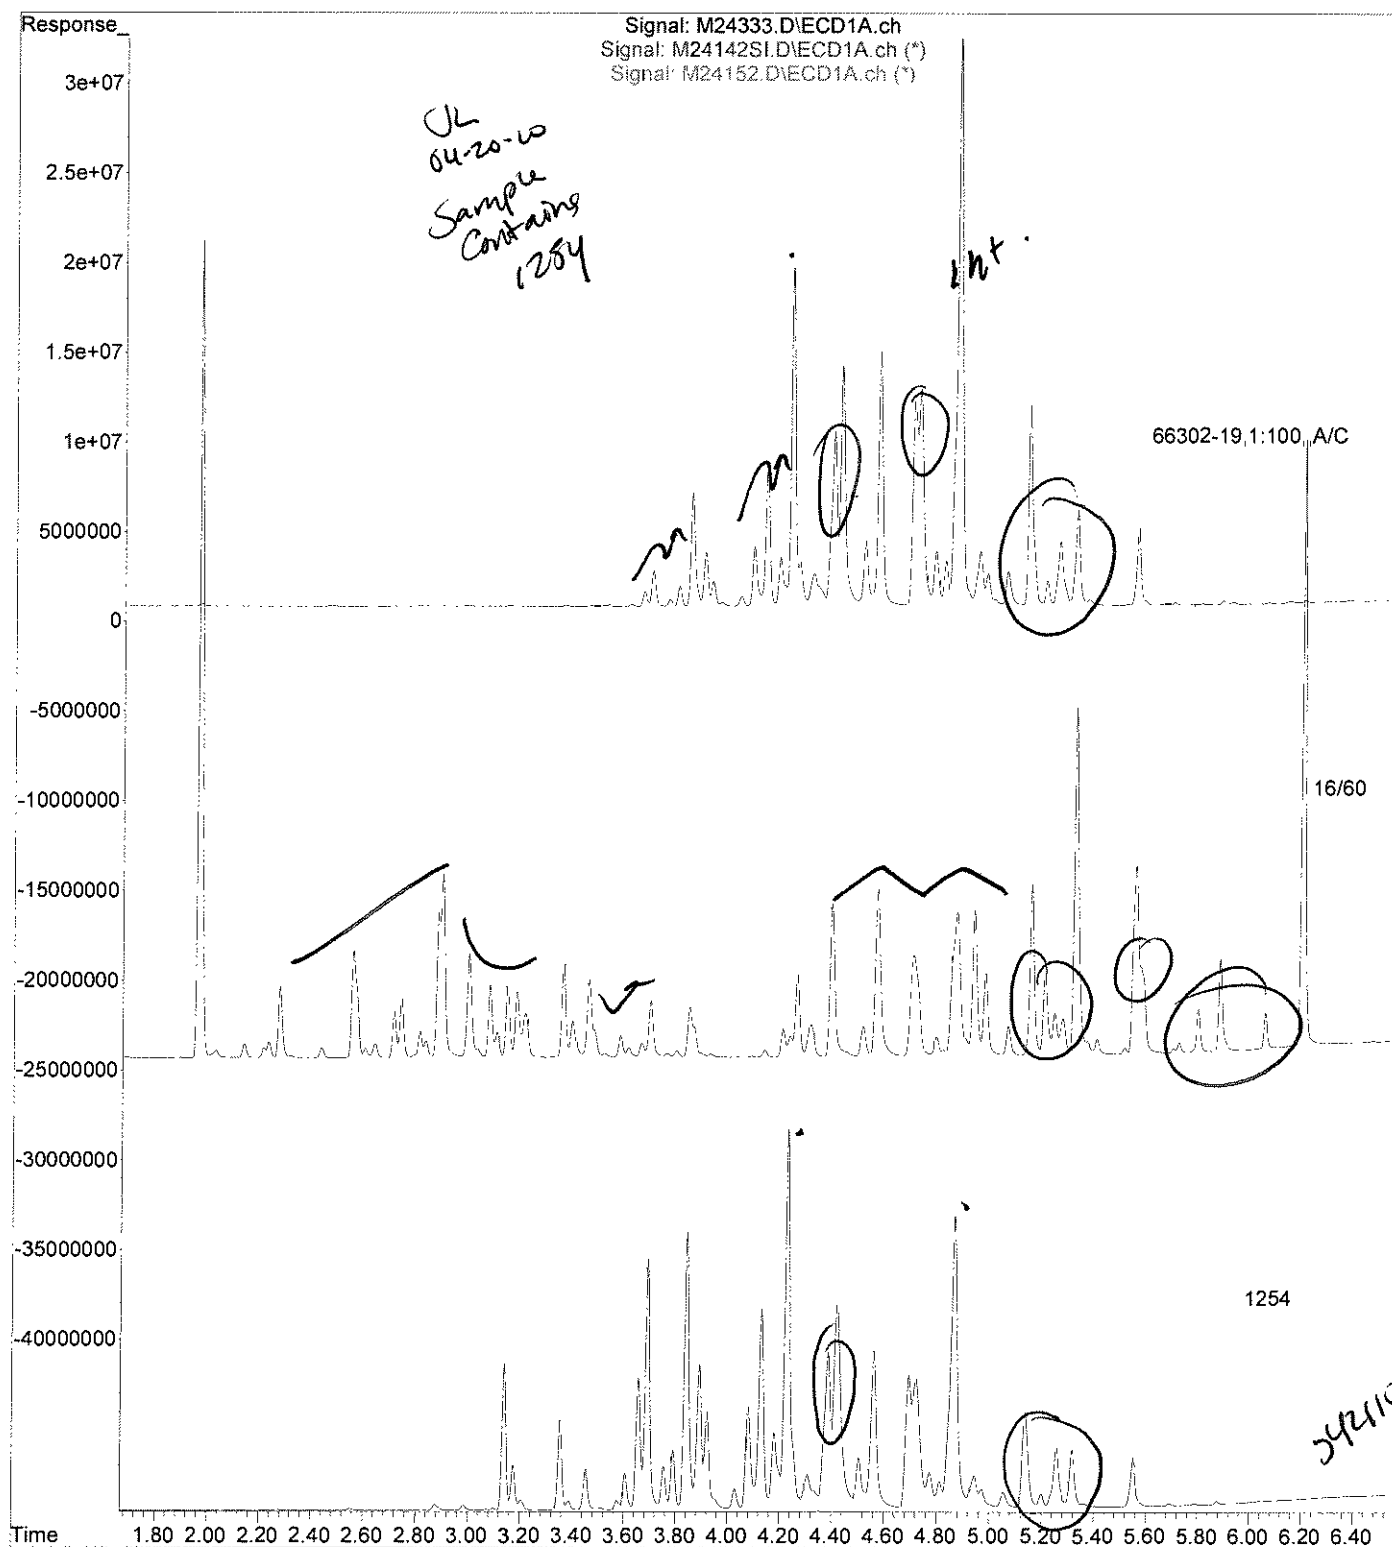 Response_
Signal: M24333.D\ECD1A.ch
Signal: M24142SI.D\ECD1A.ch (*)
Signal: M24152.D\ECD1A.ch (*)
3e+07
04-20-10
2.5e+07
Sample
Contains
2e+07
1254
1.5e+07
1e+07
66302-19,1:100, A/C
5000000
0
-5000000
-10000000
16/60
-15000000
-20000000
-25000000
-30000000
-35000000
1254
-40000000
Time
1.80 2.00 2.20 2.40 2.60 2.80 3.00 3.20 3.40 3.60 3.80 4.00 4.20 4.40 4.60 4.80 5.00 5.20 5.40 5.60 5.80 6.00 6.20 6.40